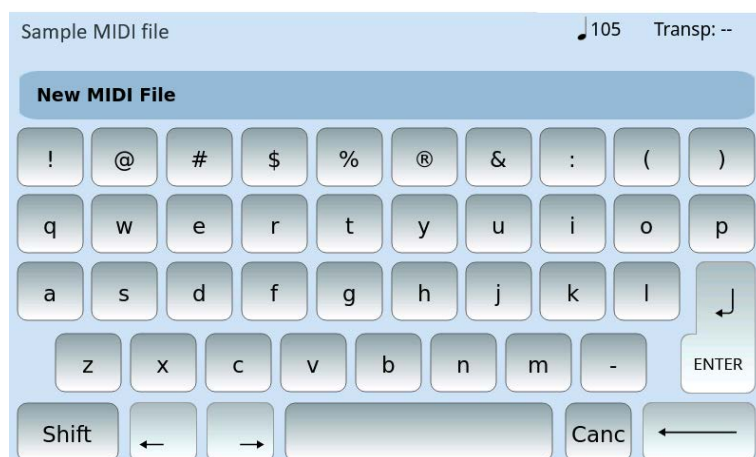 Sample MIDI file 105 Transp: --
New MIDI File
! @ # $ % ® & : ( )
q w e r t y u i o p
a s d f g h j k l
z x c v b n m - ENTER
Shift ← → Canc ←